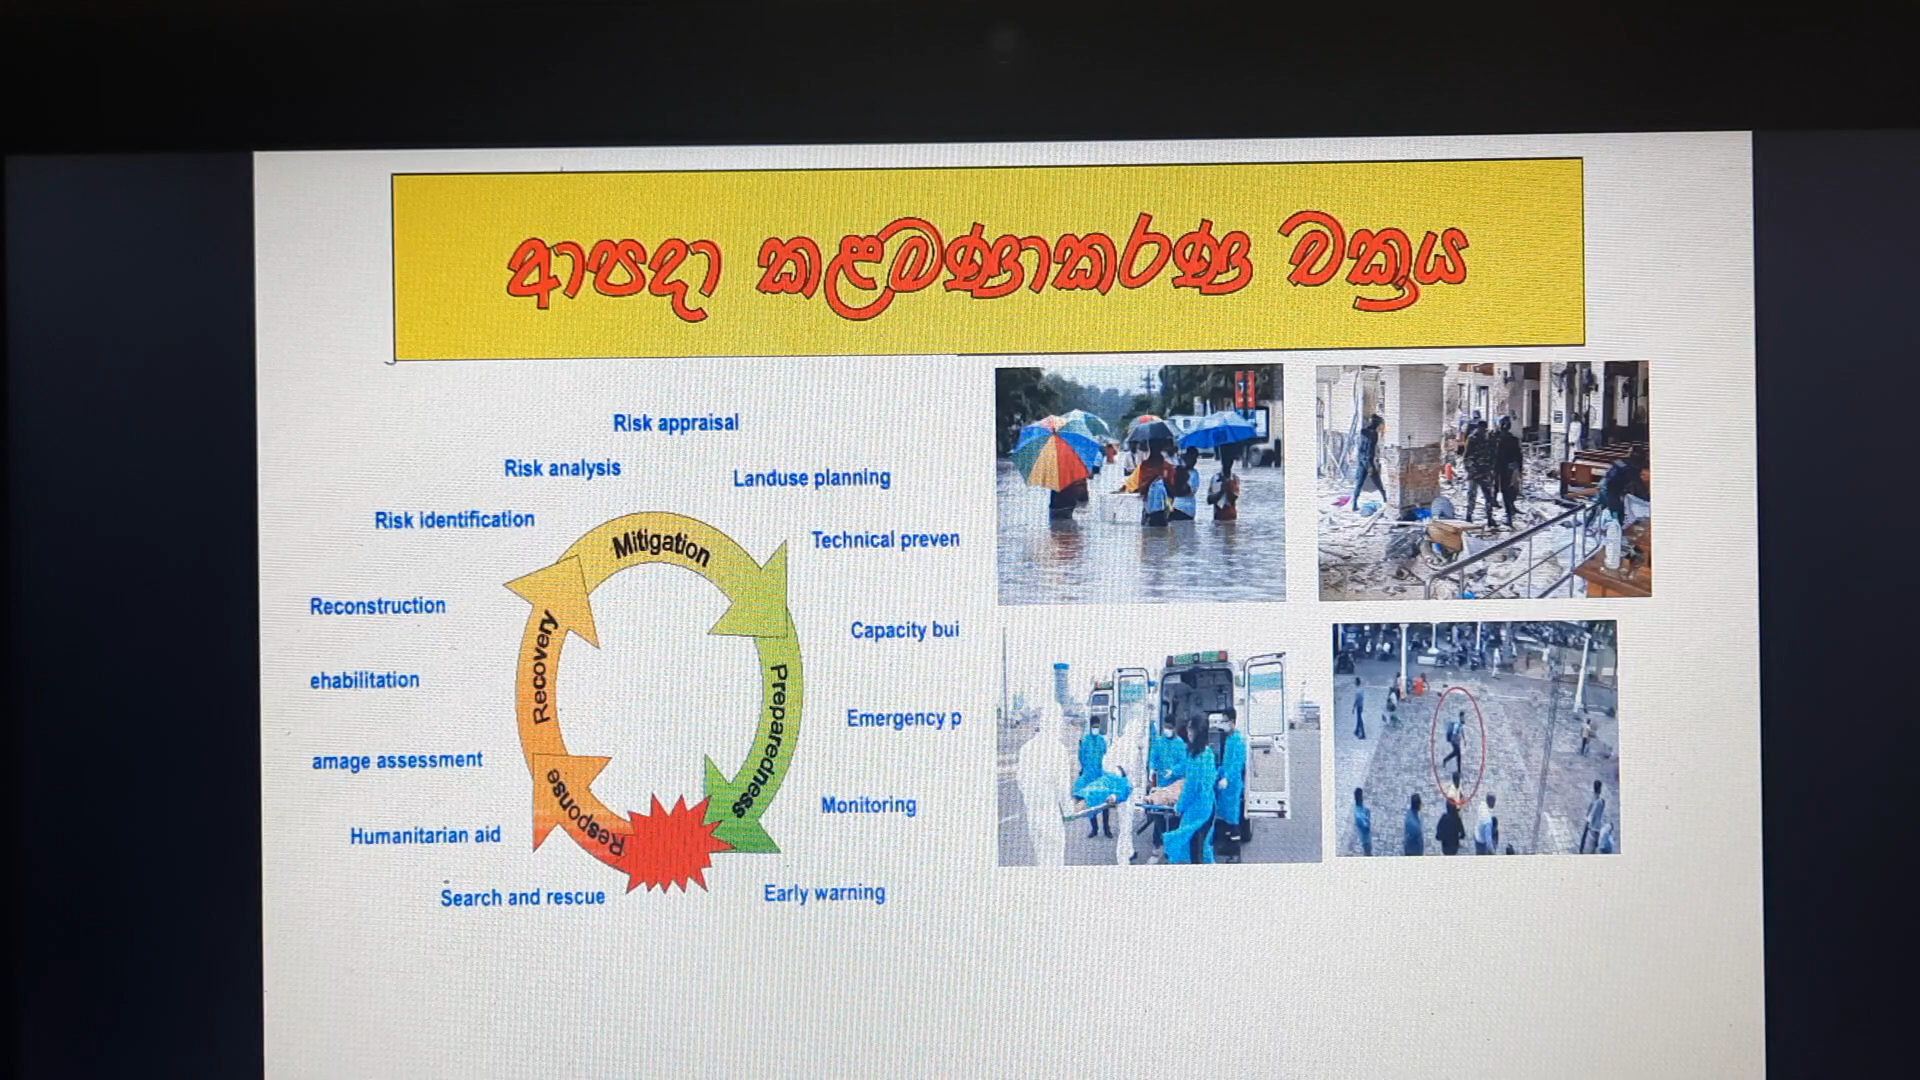 ආපදා කළමණාකරණ චක්‍රය
Risk appraisal
Risk analysis
Landuse planning
Risk identification
Mitigation
Technical preven
Reconstruction
Recovery
Capacity bui
ehabilitation
Preparedness
Emergency p
amage assessment
Response
Monitoring
Humanitarian aid
Search and rescue
Early warning